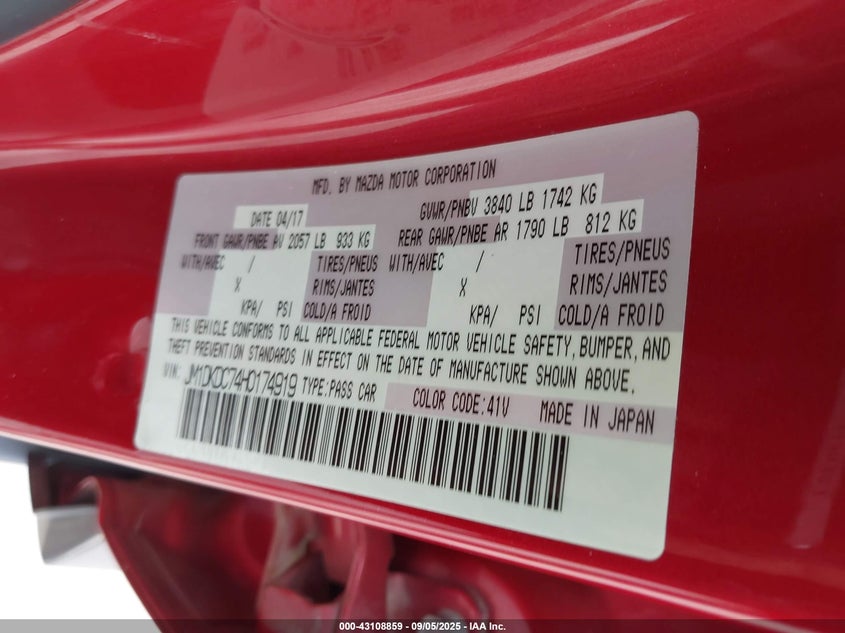 MFD. BY MAZDA MOTOR CORPORATION
DATE 04/17 GVWR/PNBV 3840 LB 1742 KG
FRONT GAWR/PNBE AV 2057 LB 933 KG REAR GAWR/PNBE AR 1790 LB 812 KG
WITH/AVEC / TIRES/PNEUS WITH/AVEC / TIRES/PNEUS
X RIMS/JANTES X RIMS/JANTES
KPA/ PSI COLD/A FROID KPA/ PSI COLD/A FROID
THIS VEHICLE CONFORMS TO ALL APPLICABLE FEDERAL MOTOR VEHICLE SAFETY, BUMPER, AND
THEFT PREVENTION STANDARDS IN EFFECT ON THE DATE OF MANUFACTURE SHOWN ABOVE.
VIN: JM1DKDC74H0174919 TYPE:PASS CAR COLOR CODE:41V MADE IN JAPAN
000-43108859 | 09/05/2025 - IAA Inc.